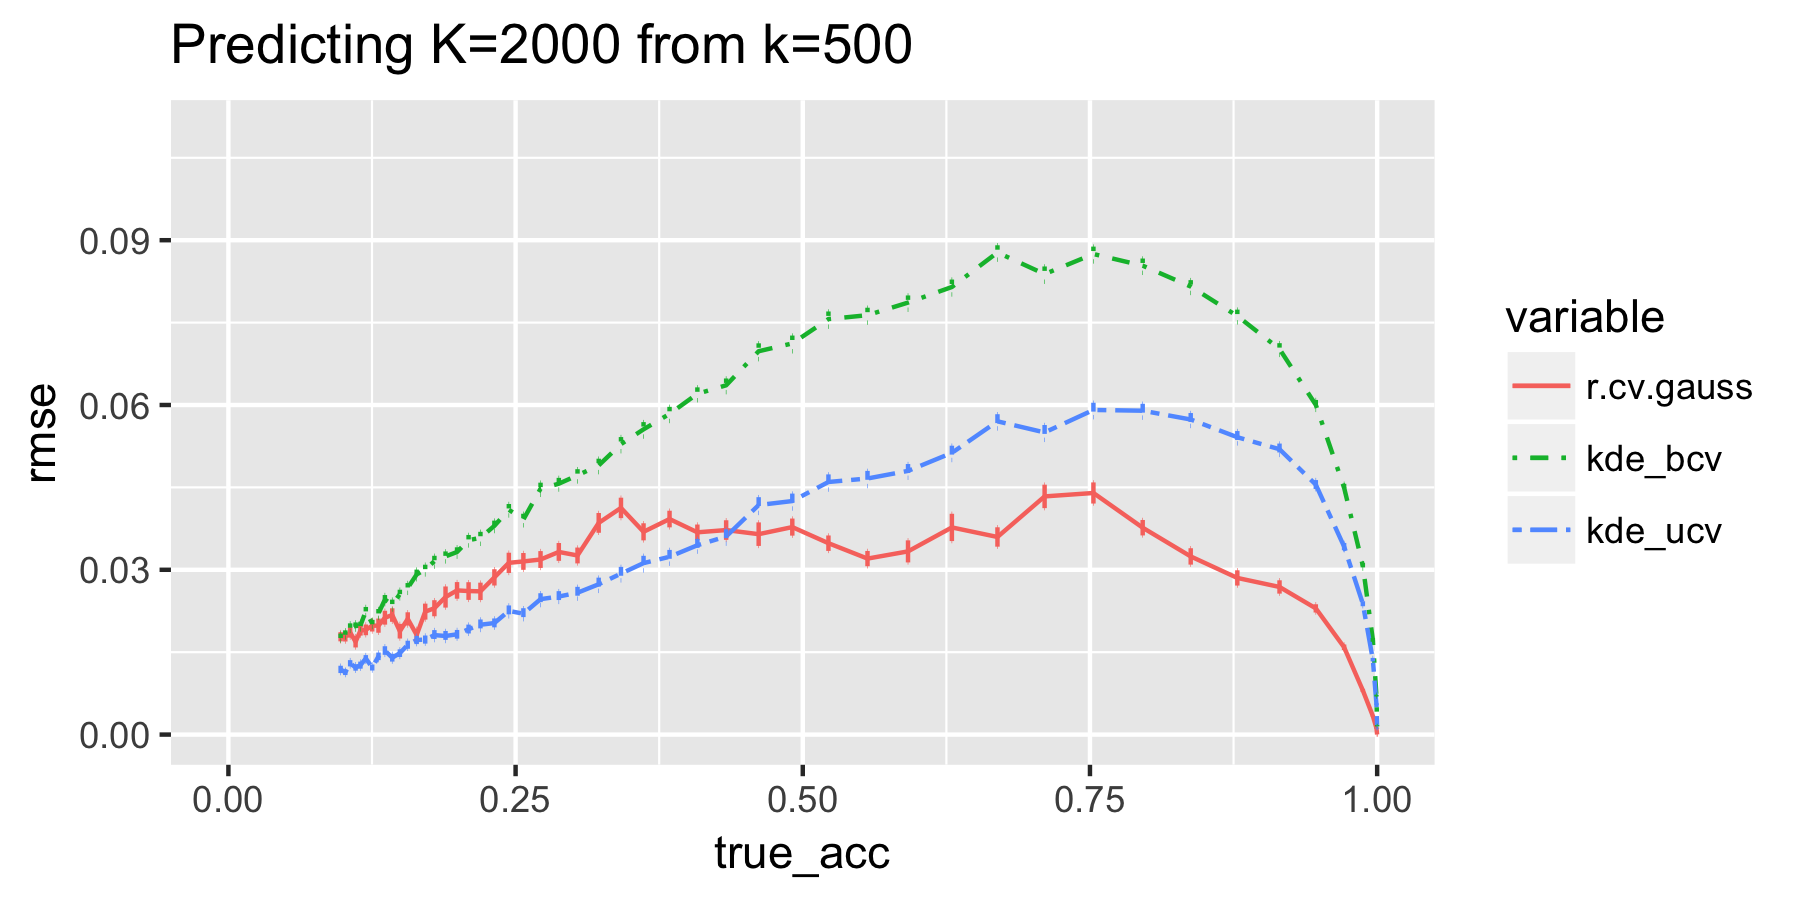 Predicting K=2000 from k=500
rmse
0.09
0.06
0.03
0.00
0.00 0.25 0.50 0.75 1.00
true_acc
variable
r.cv.gauss
kde_bcv
kde_ucv